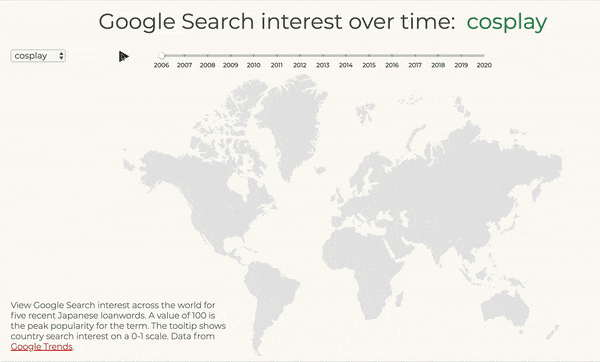 Google Search interest over time: cosplay
cosplay
2006 2007 2008 2009 2010 2011 2012 2013 2014 2015 2016 2017 2018 2019 2020
View Google Search interest across the world for
five recent Japanese loanwords. A value of 100 is
the peak popularity for the term. The tooltip shows
country search interest on a 0-1 scale. Data from
Google Trends.